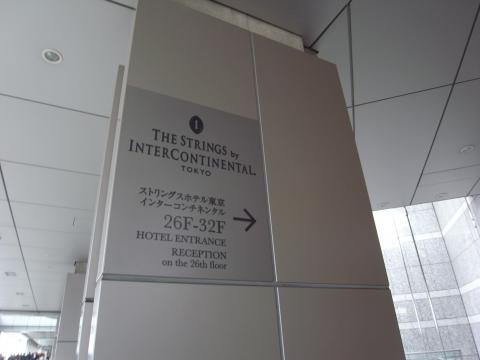 THE STRINGS by
INTERCONTINENTAL.
TOKYO
ストリングスホテル東京
インターコンチネンタル
26F-32F
HOTEL ENTRANCE
RECEPTION
on the 26th floor